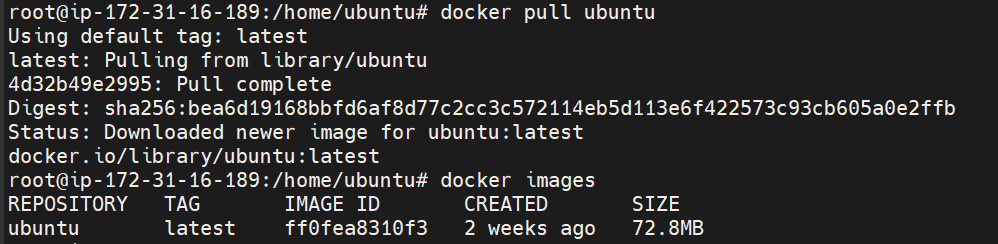 root@ip-172-31-16-189:/home/ubuntu# docker pull ubuntu
Using default tag: latest
latest: Pulling from library/ubuntu
4d32b49e2995: Pull complete
Digest: sha256:bea6d19168bbfd6af8d77c2cc3c572114eb5d113e6f422573c93cb605a0e2ffb
Status: Downloaded newer image for ubuntu:latest
docker.io/library/ubuntu:latest
root@ip-172-31-16-189:/home/ubuntu# docker images
REPOSITORY   TAG       IMAGE ID       CREATED       SIZE
ubuntu       latest    ff0fea8310f3   2 weeks ago   72.8MB